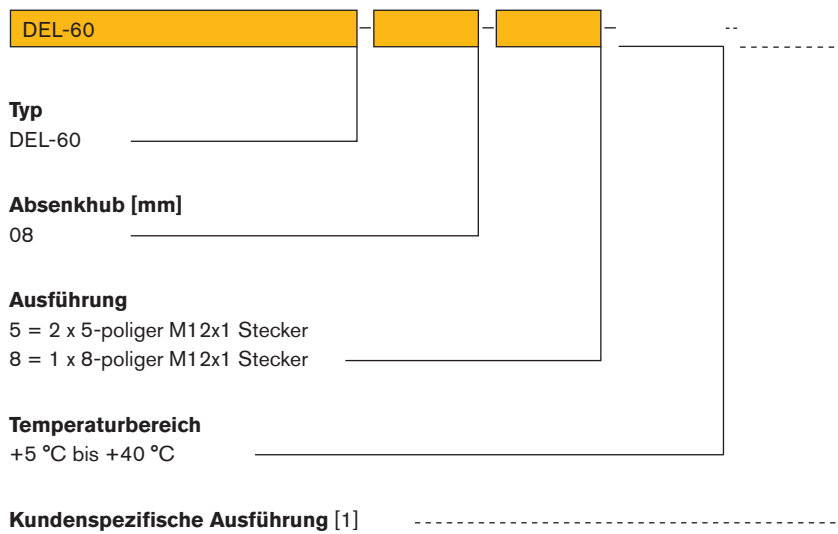 DEL-60
Typ
DEL-60
Absenkhub [mm]
08
Ausführung
5 = 2 x 5-poliger M12x1 Stecker
8 = 1 x 8-poliger M12x1 Stecker
Temperaturbereich
+5 °C bis +40 °C
Kundenspezifische Ausführung [1]